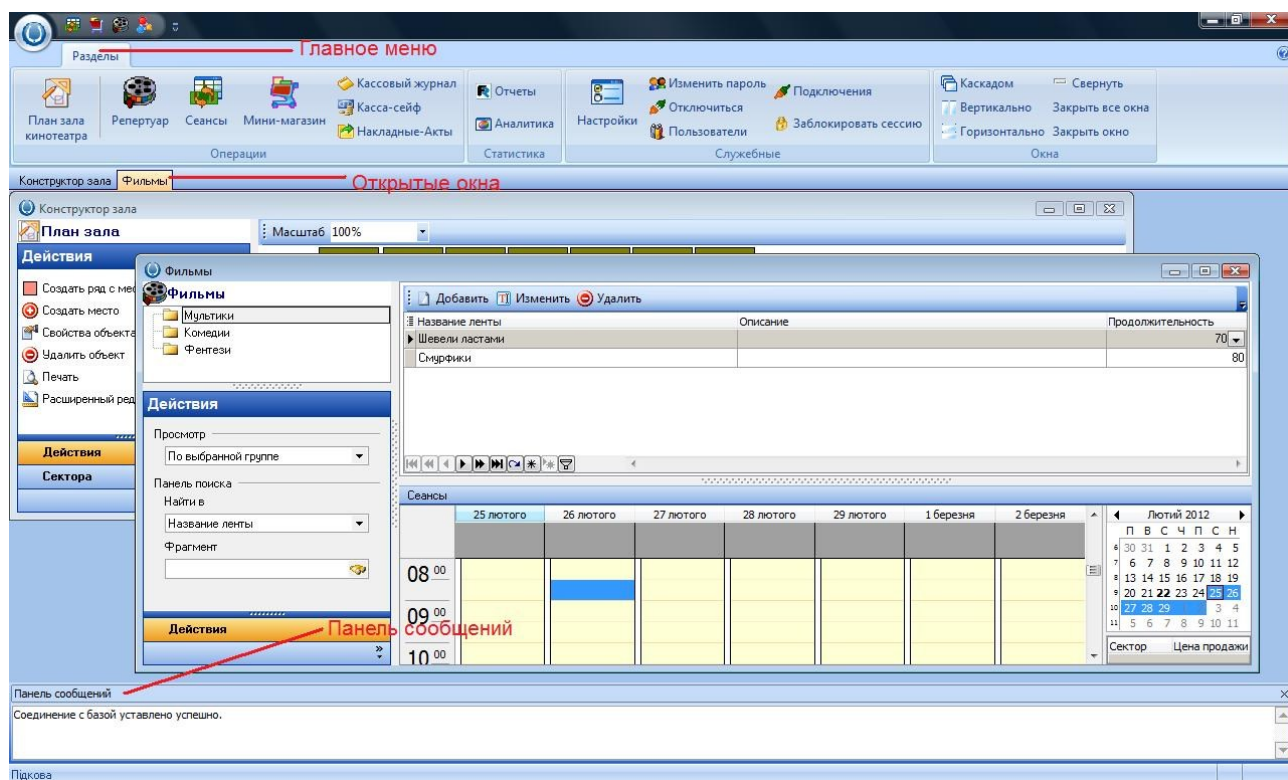 Разделы
Главное меню
План зала кинотеатра
Репертуар
Сеансы
Мини-магазин
Кассовый журнал
Касса-сейф
Накладные-Акты
Операции
Отчеты
Аналитика
Статистика
Настройки
Изменить пароль
Отключиться
Пользователи
Подключения
Заблокировать сессию
Служебные
Каскадом
Вертикально
Горизонтально
Свернуть
Закрыть все окна
Закрыть окно
Окна
Конструктор зала Фильмы
Открытые окна
Конструктор зала
План зала
Масштаб 100%
Действия
Создать ряд с мес
Создать место
Свойства объекта
Удалить объект
Печать
Расширенный ред
Действия
Сектора
Фильмы
Фильмы
Мультики
Комедии
Фентези
Действия
Просмотр
По выбранной группе
Панель поиска
Найти в
Название ленты
Фрагмент
Действия
Добавить Изменить Удалить
Название ленты Описание Продолжительность
Шевели ластами 70
Смурфики 80
Сеансы
25 лютого 26 лютого 27 лютого 28 лютого 29 лютого 1 березня 2 березня
08 00
09 00
10 00
Лютий 2012
П В С Ч П С Н
6 30 31 1 2 3 4 5
7 6 7 8 9 10 11 12
8 13 14 15 16 17 18 19
9 20 21 22 23 24 25 26
10 27 28 29 1 2 3 4
11 5 6 7 8 9 10 11
Сектор Цена продажи
Панель сообщений
Панель сообщений
Соединение с базой уставлено успешно.
Підкова